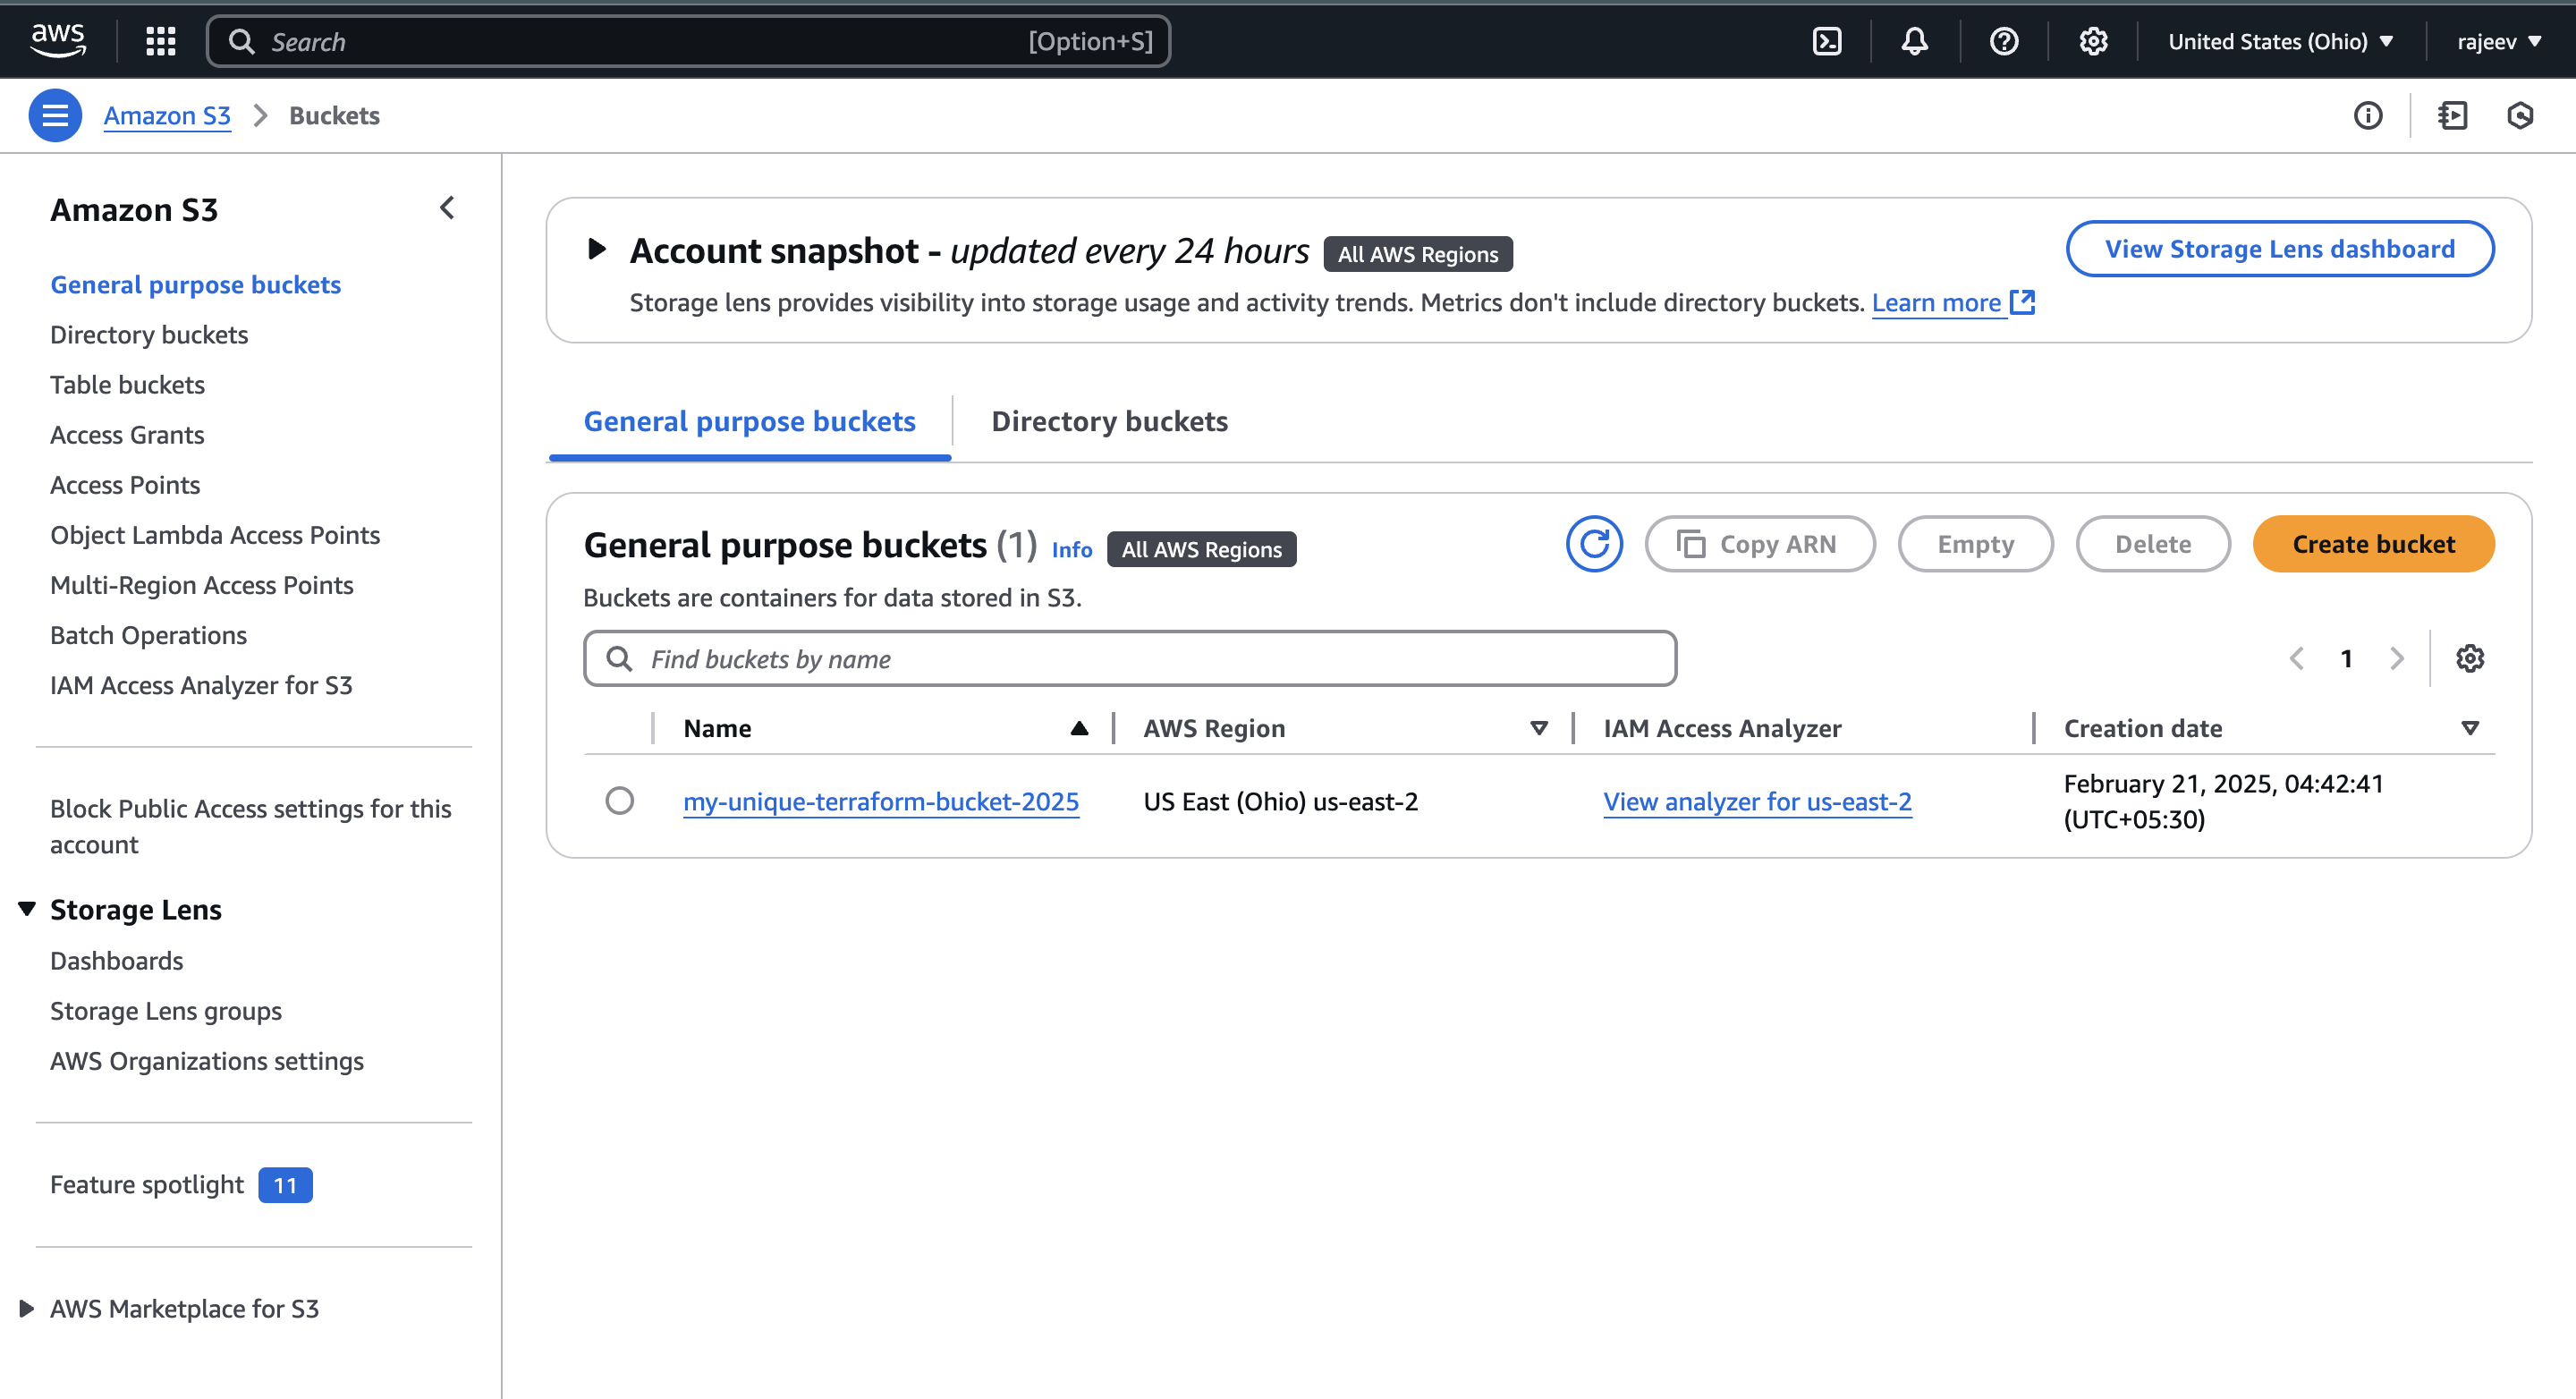 aws
Search [Option+S]
United States (Ohio)
rajeev
Amazon S3
Buckets
Amazon S3
General purpose buckets
Directory buckets
Table buckets
Access Grants
Access Points
Object Lambda Access Points
Multi-Region Access Points
Batch Operations
IAM Access Analyzer for S3
Block Public Access settings for this
account
Storage Lens
Dashboards
Storage Lens groups
AWS Organizations settings
Feature spotlight 11
AWS Marketplace for S3
Account snapshot - updated every 24 hours All AWS Regions
View Storage Lens dashboard
Storage lens provides visibility into storage usage and activity trends. Metrics don't include directory buckets. Learn more
General purpose buckets
Directory buckets
General purpose buckets (1) Info All AWS Regions
Copy ARN
Empty
Delete
Create bucket
Buckets are containers for data stored in S3.
Find buckets by name
1
Name AWS Region IAM Access Analyzer Creation date
my-unique-terraform-bucket-2025 US East (Ohio) us-east-2 View analyzer for us-east-2 February 21, 2025, 04:42:41
(UTC+05:30)